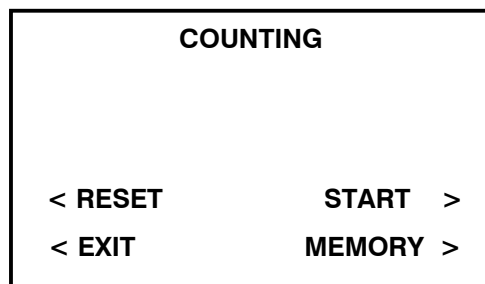 COUNTING
< RESET START >
< EXIT MEMORY >